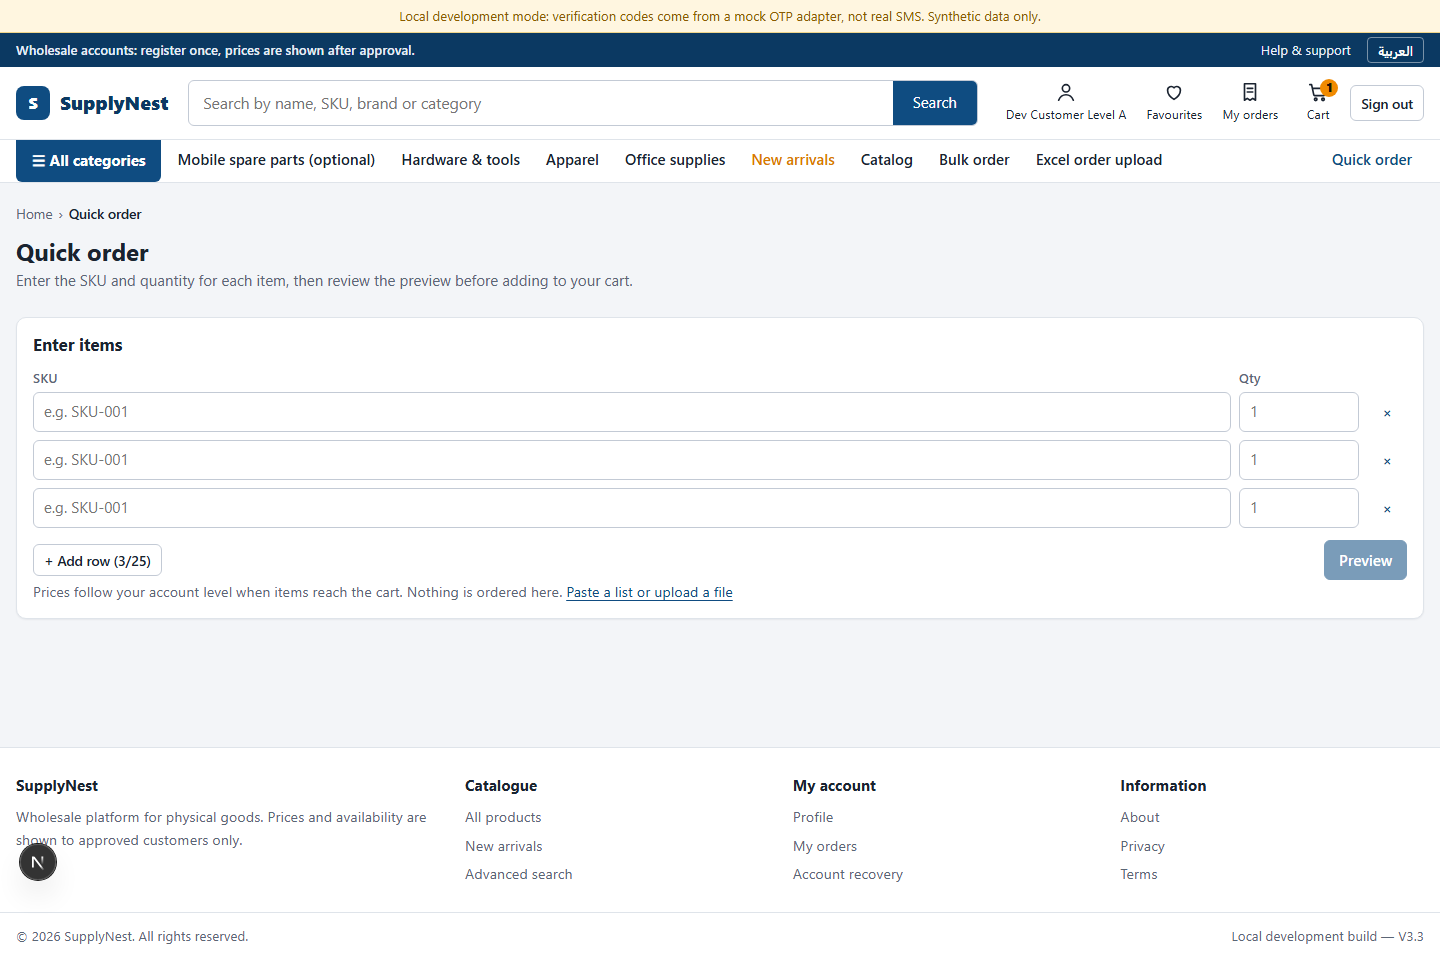 Local development mode: verification codes come from a mock OTP adapter, not real SMS. Synthetic data only.
Wholesale accounts: register once, prices are shown after approval.
Help & support
العربية
S
SupplyNest
Search by name, SKU, brand or category
Search
Dev Customer Level A
Favourites
My orders
1
Cart
Sign out
☰ All categories
Mobile spare parts (optional)
Hardware & tools
Apparel
Office supplies
New arrivals
Catalog
Bulk order
Excel order upload
Quick order
Home › Quick order
Quick order
Enter the SKU and quantity for each item, then review the preview before adding to your cart.
Enter items
SKU
Qty
e.g. SKU-001
1
×
e.g. SKU-001
1
×
e.g. SKU-001
1
×
+ Add row (3/25)
Preview
Prices follow your account level when items reach the cart. Nothing is ordered here. Paste a list or upload a file
SupplyNest
Wholesale platform for physical goods. Prices and availability are
shown to approved customers only.
N
Catalogue
All products
New arrivals
Advanced search
My account
Profile
My orders
Account recovery
Information
About
Privacy
Terms
© 2026 SupplyNest. All rights reserved.
Local development build — V3.3